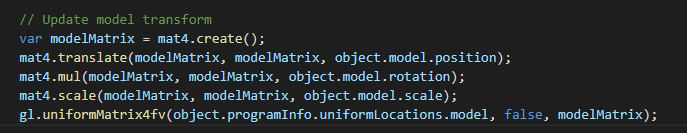 // Update model transform
var modelMatrix = mat4.create();
mat4.translate(modelMatrix, modelMatrix, object.model.position);
mat4.mul(modelMatrix, modelMatrix, object.model.rotation);
mat4.scale(modelMatrix, modelMatrix, object.model.scale);
gl.uniformMatrix4fv(object.programInfo.uniformLocations.model, false, modelMatrix);